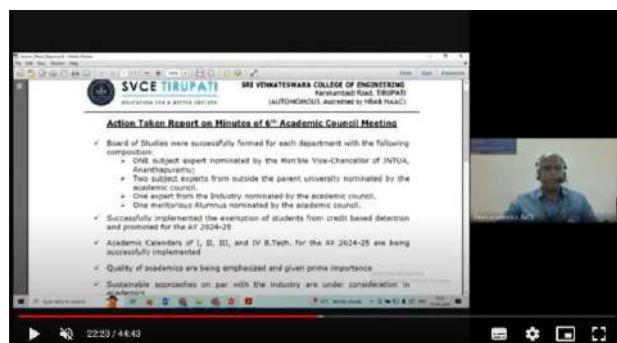 SVCE TIRUPATI
EDUCATION FOR A BETTER SOCIETY
SRI VENKATESWARA COLLEGE OF ENGINEERING
Karakambadi Road, TIRUPATI
(AUTONOMOUS, Accredited by NBA& NAAC)
Action Taken Report on Minutes of 6th Academic Council Meeting
✓ Board of Studies were successfully formed for each department with the following
composition:
➢ ONE subject expert nominated by the Hon'ble Vice-Chancellor of JNTUA,
Ananthapuramu;
➢ Two subject experts from outside the parent university nominated by the
academic council.
➢ One expert from the Industry nominated by the academic council.
➢ One meritorious Alumnus nominated by the academic council.
✓ Successfully implemented the exemption of students from credit based detention
and promoted for the AY 2024-25
✓ Academic Calendars of I, II, III, and IV B.Tech. for the AY 2024-25 are being
successfully implemented
✓ Quality of academics are being emphasized and given prime importance
✓ Sustainable approaches on par with the industry are under consideration in
academics
22:23 / 44:43